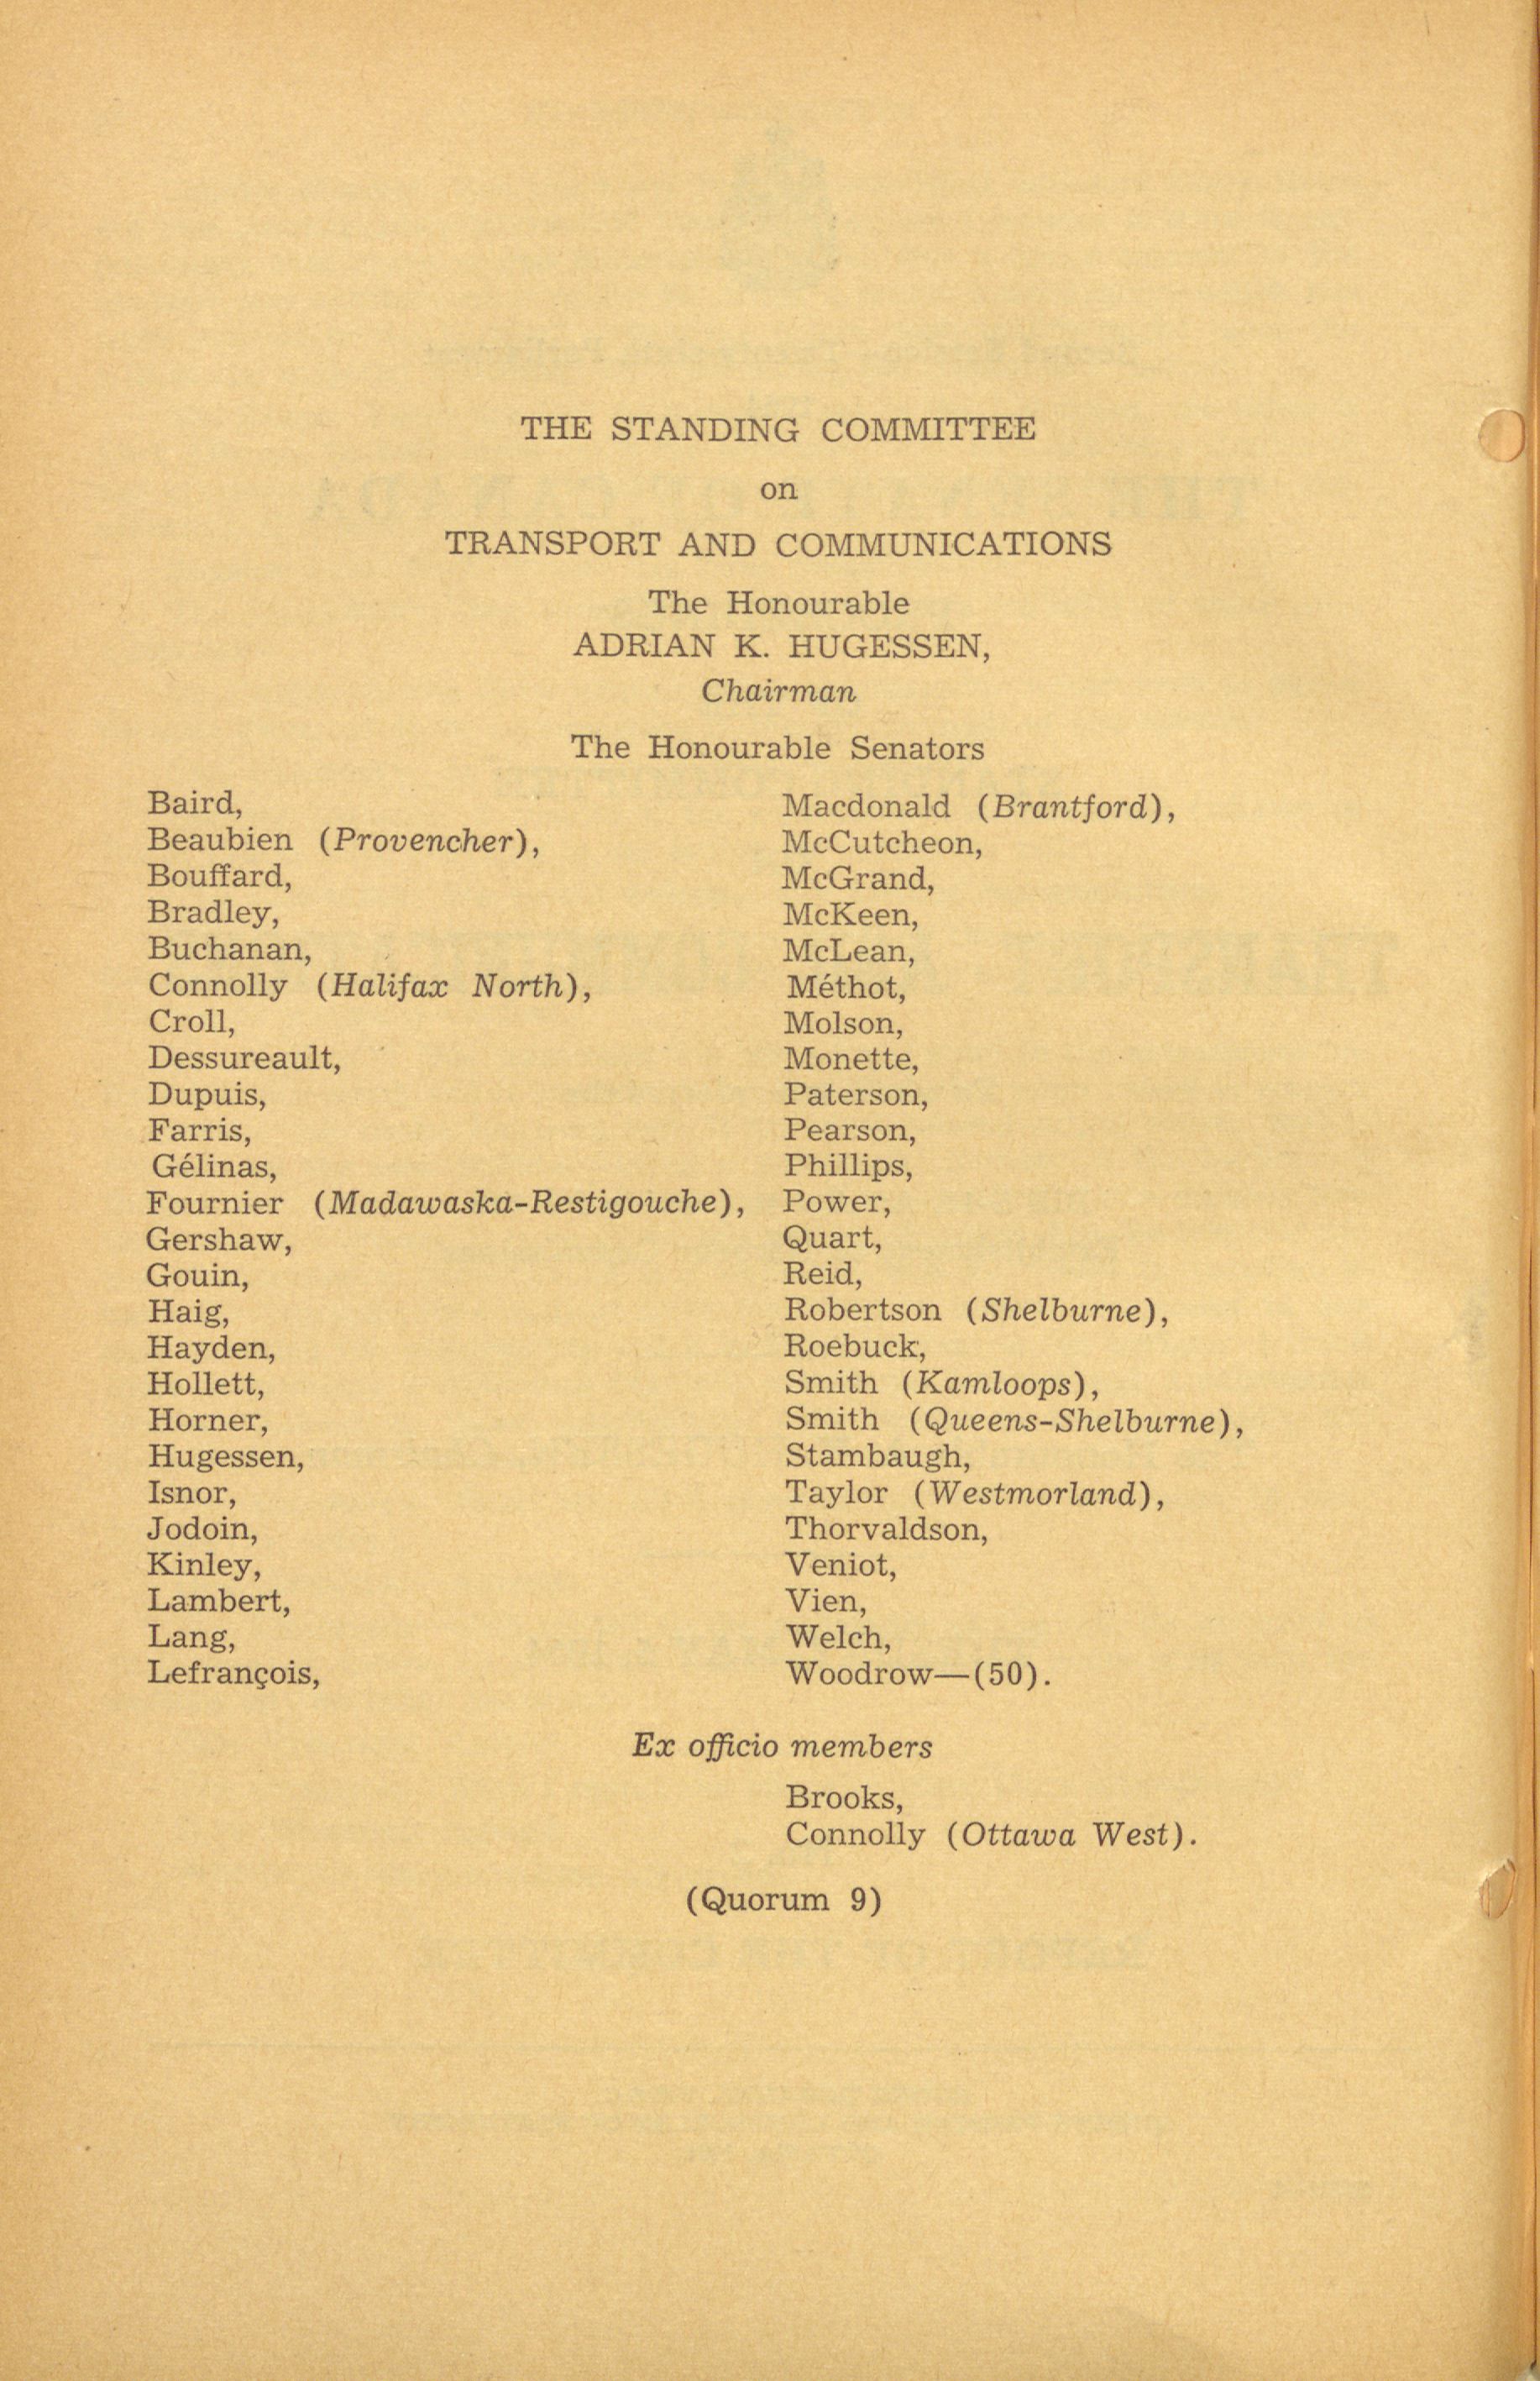 THE STANDING COMMITTEE
on
TRANSPORT AND COMMUNICATIONS
The Honourable
ADRIAN K. HUGESSEN,
Chairman
The Honourable Senators
Baird,
Beaubien (Provencher),
Bouffard,
Bradley,
Buchanan,
Connolly (Halifax North),
Croll,
Dessureault,
Dupuis,
Farris,
Gélinas,
Fournier (Madawaska-Restigouche),
Gershaw,
Gouin,
Haig,
Hayden,
Hollett,
Horner,
Hugessen,
Isnor,
Jodoin,
Kinley,
Lambert,
Lang,
Lefrançois,
Macdonald (Brantford),
McCutcheon,
McGrand,
McKeen,
McLean,
Méthot,
Molson,
Monette,
Paterson,
Pearson,
Phillips,
Power,
Quart,
Reid,
Robertson (Shelburne),
Roebuck,
Smith (Kamloops),
Smith (Queens-Shelburne),
Stambaugh,
Taylor (Westmorland),
Thorvaldson,
Veniot,
Vien,
Welch,
Woodrow—(50).
Ex officio members
Brooks,
Connolly (Ottawa West).
(Quorum 9)